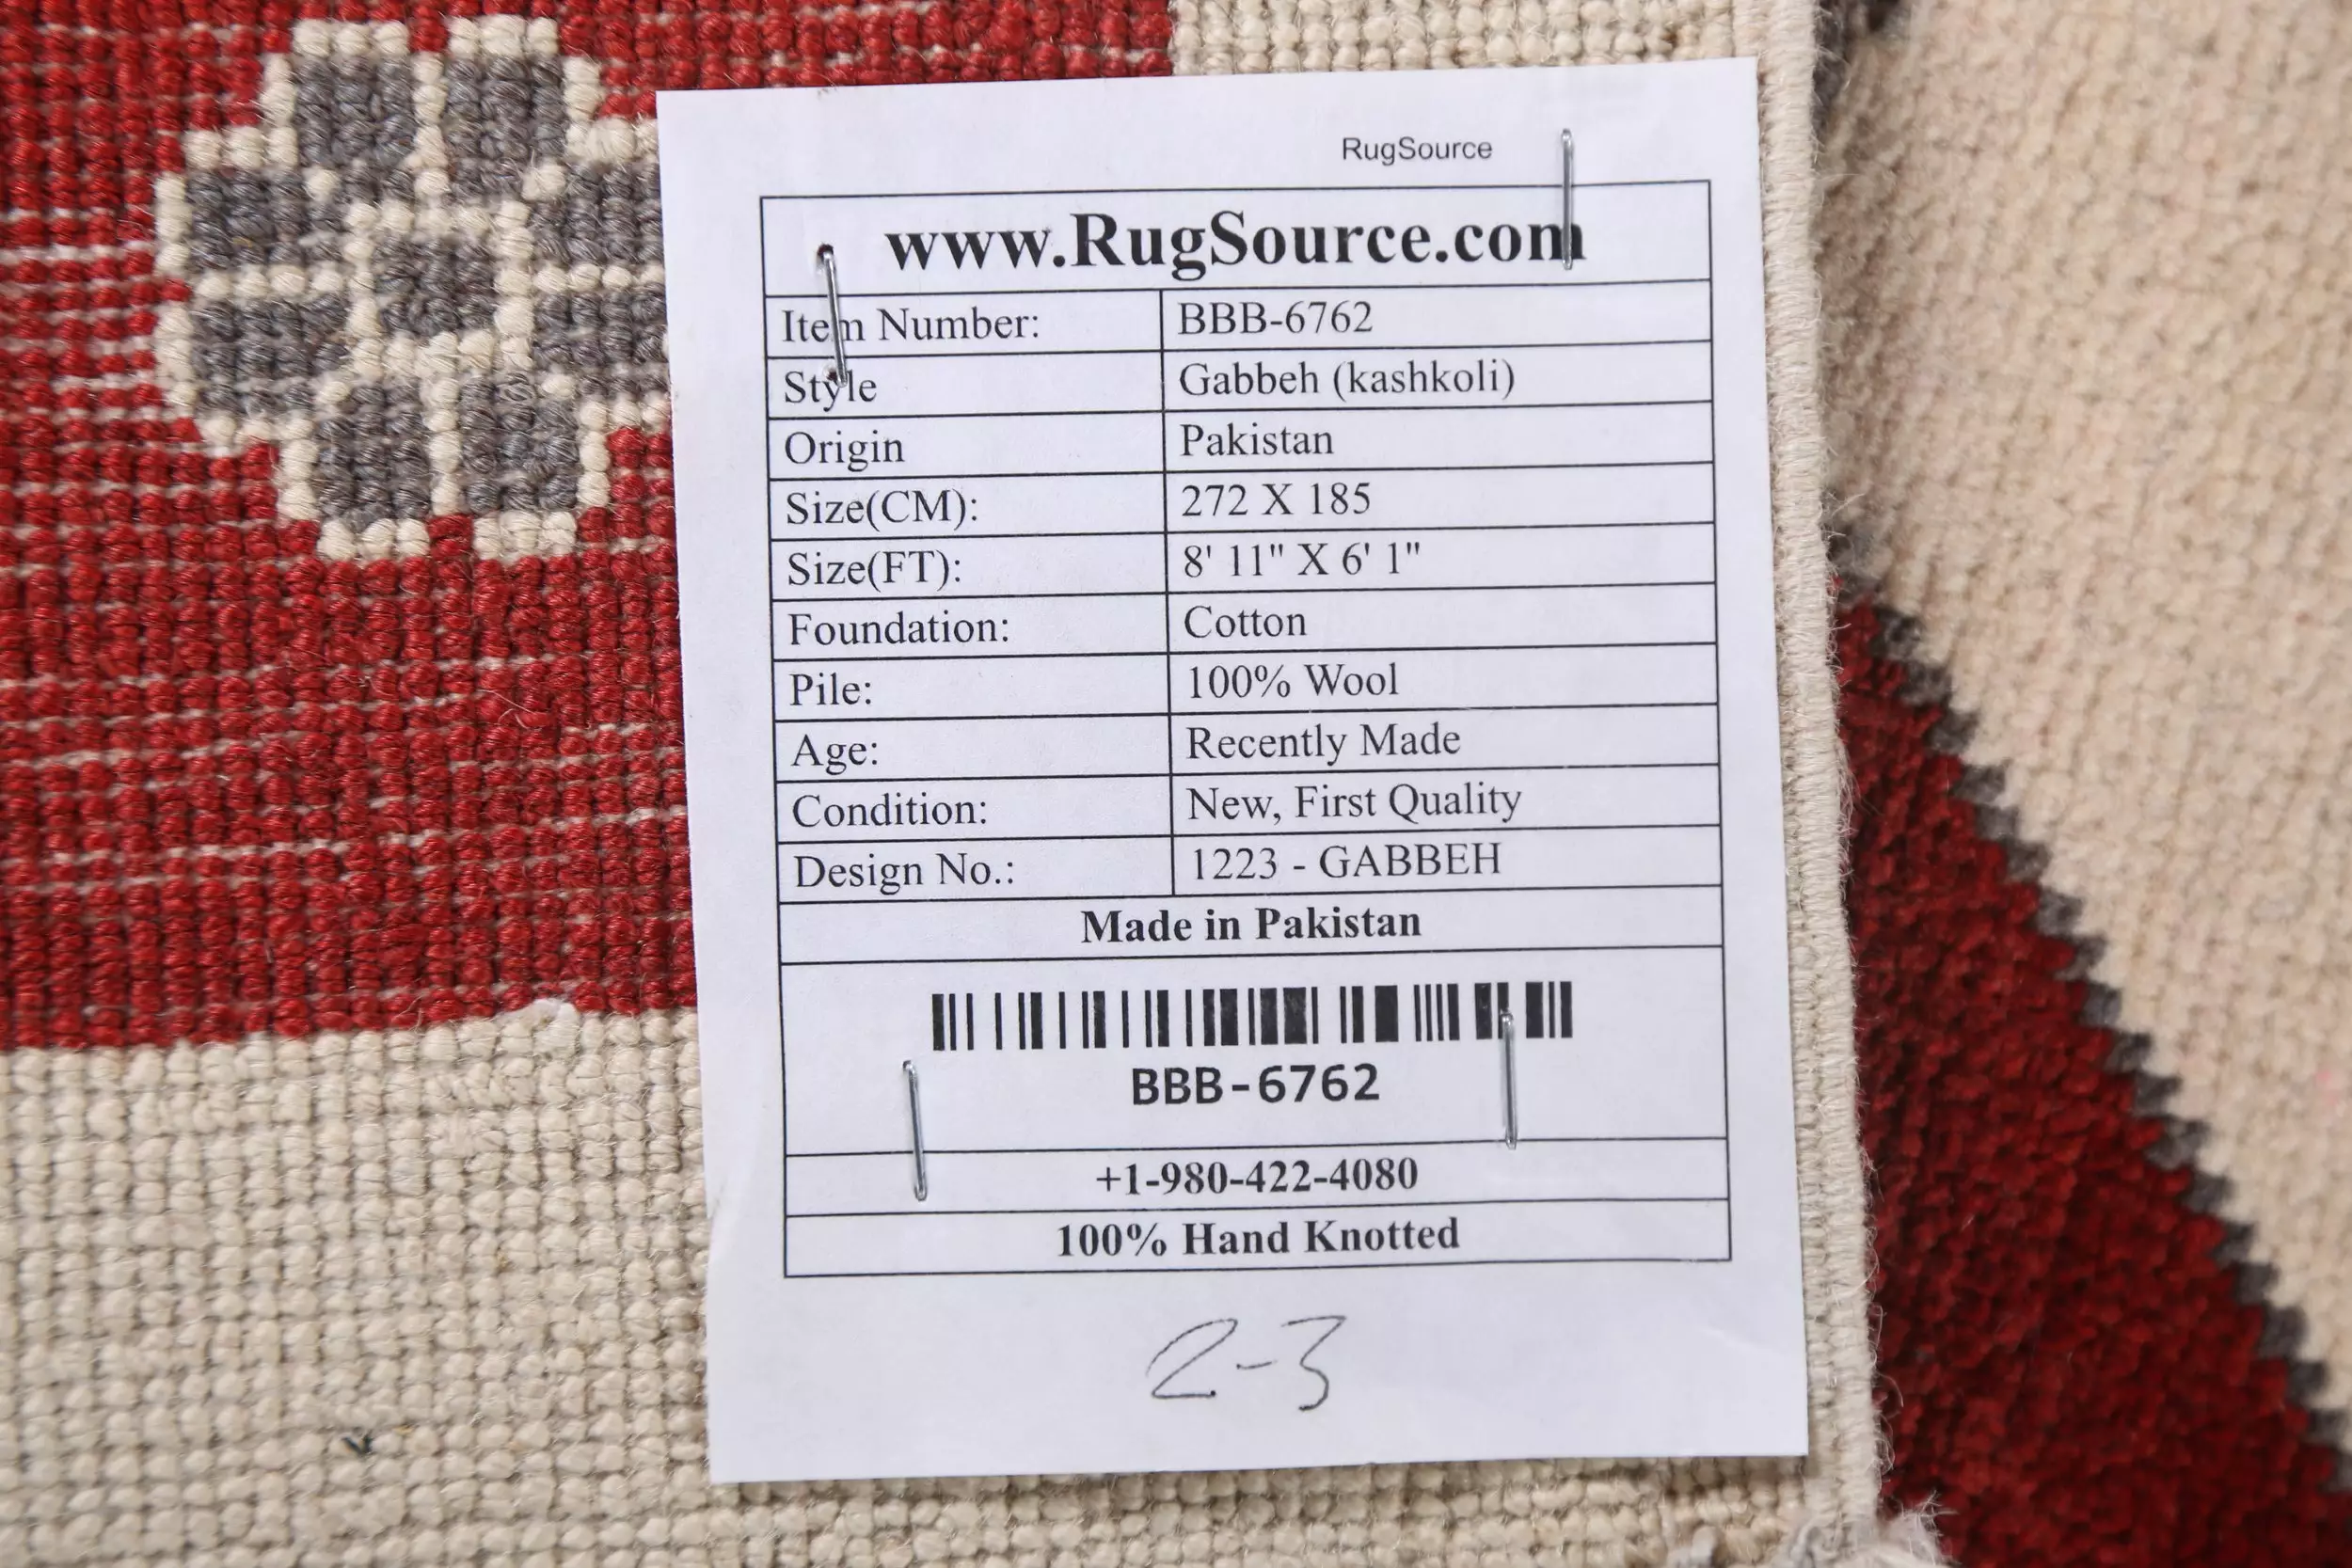 RugSource
www.RugSource.com
Item Number: BBB-6762
Style Gabbeh (kashkoli)
Origin Pakistan
Size(CM): 272 X 185
Size(FT): 8' 11" X 6' 1"
Foundation: Cotton
Pile: 100% Wool
Age: Recently Made
Condition: New, First Quality
Design No.: 1223 - GABBEH
Made in Pakistan
BBB-6762
+1-980-422-4080
100% Hand Knotted
2-3